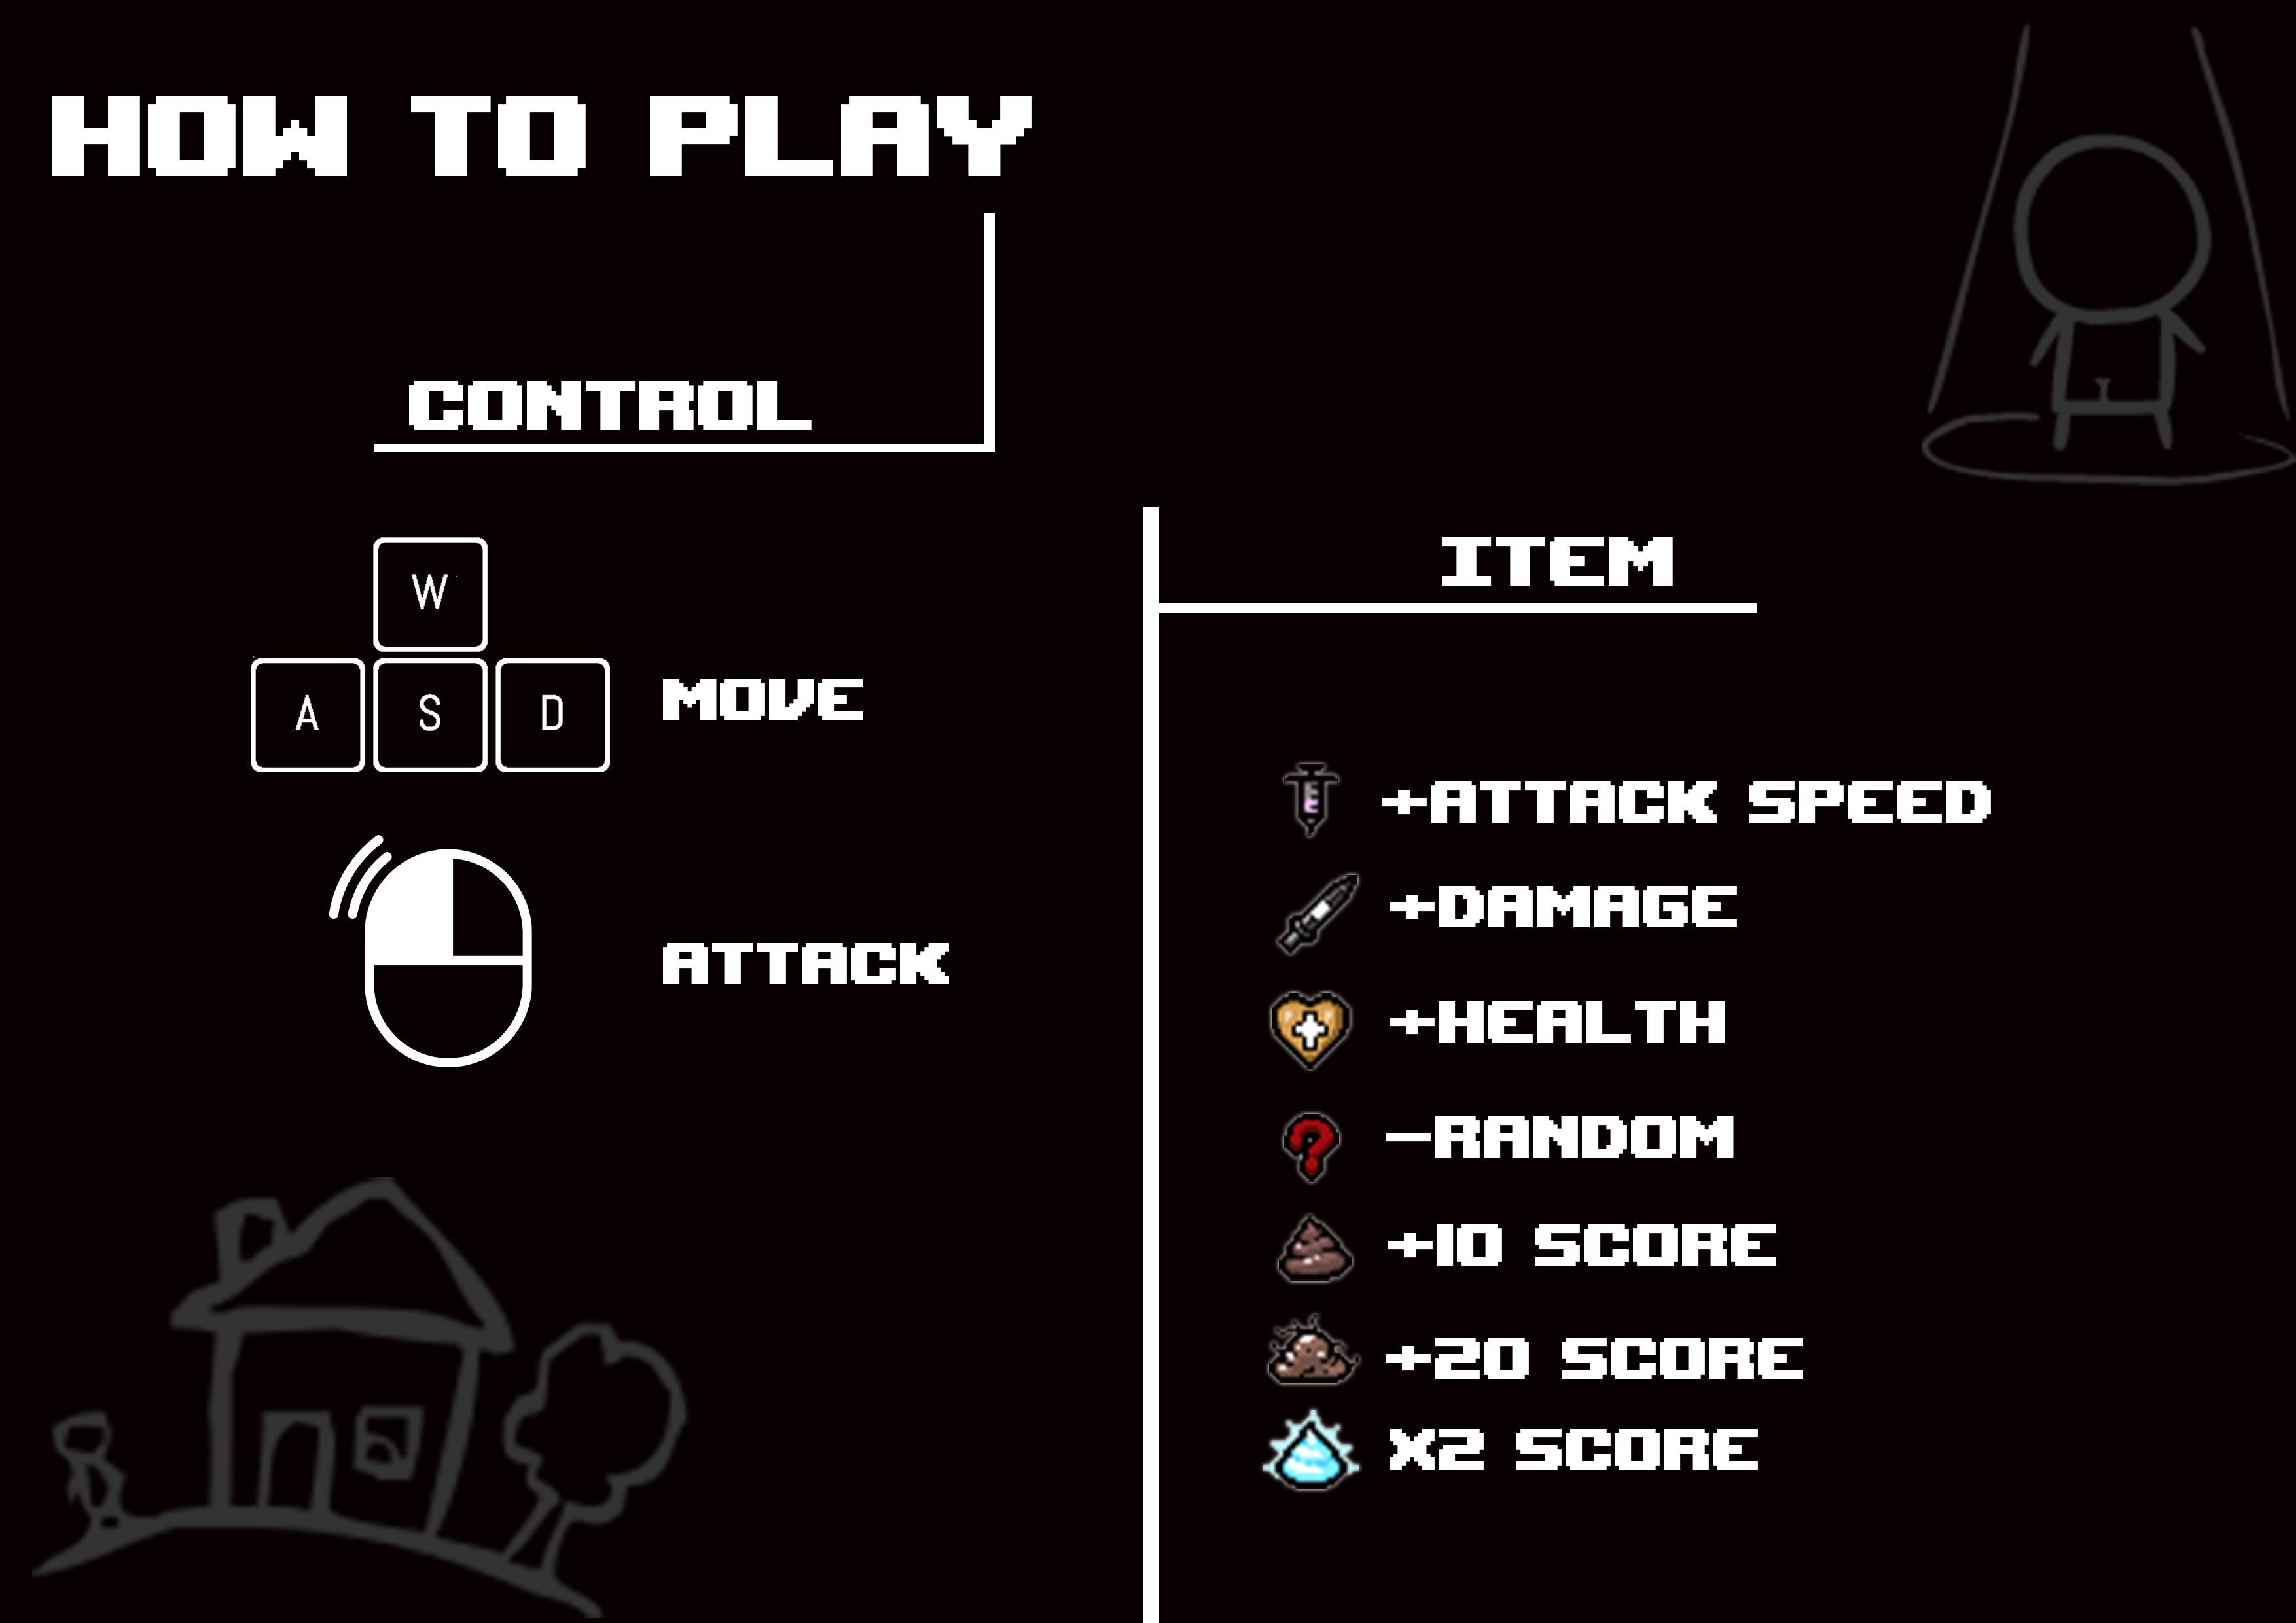 HOW TO PLAY
CONTROL
W
A S D
MOVE
ATTACK
ITEM
+ATTACK SPEED
+DAMAGE
+HEALTH
-RANDOM
+10 SCORE
+20 SCORE
X2 SCORE